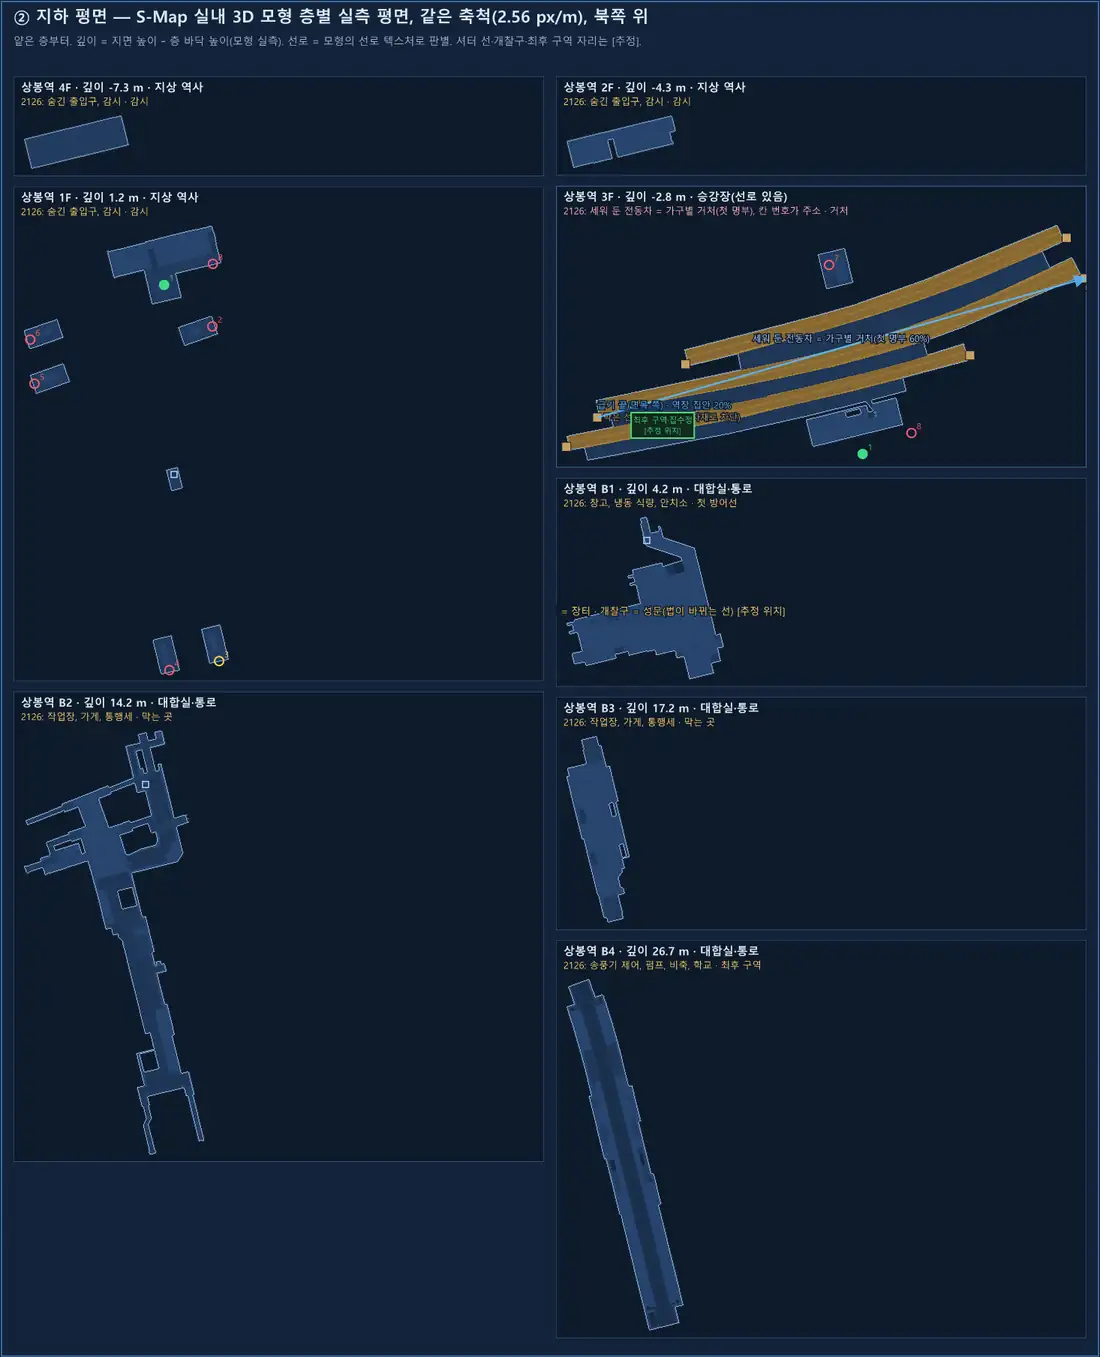 ② 지하 평면 — S-Map 실내 3D 모형 층별 실측 평면, 같은 축척(2.56 px/m), 북쪽 위
얕은 층부터. 깊이 = 지면 높이 − 층 바닥 높이(모형 실측). 선로 = 모형의 선로 텍스처로 판별. 셔터 선·개찰구·최후 구역 자리는 [추정].
상봉역 4F · 깊이 -7.3 m · 지상 역사
2126: 숨긴 출입구, 감시 · 감시
상봉역 2F · 깊이 -4.3 m · 지상 역사
2126: 숨긴 출입구, 감시 · 감시
상봉역 1F · 깊이 1.2 m · 지상 역사
2126: 숨긴 출입구, 감시 · 감시
1
2
6
5
4
3
상봉역 3F · 깊이 -2.8 m · 승강장(선로 있음)
2126: 세워 둔 전동차 = 가구별 거처(첫 명부), 칸 번호가 주소 · 거처
7
세워 둔 전동차 = 가구별 거처(첫 명부 60%)
역장 집안 20%
최후 구역·집수정
[추정 위치]
8
1
상봉역 B1 · 깊이 4.2 m · 대합실·통로
2126: 창고, 냉동 식량, 안치소 · 첫 방어선
= 장터 · 개찰구 = 성문(법이 바뀌는 선) [추정 위치]
상봉역 B2 · 깊이 14.2 m · 대합실·통로
2126: 작업장, 가게, 통행세 · 막는 곳
상봉역 B3 · 깊이 17.2 m · 대합실·통로
2126: 작업장, 가게, 통행세 · 막는 곳
상봉역 B4 · 깊이 26.7 m · 대합실·통로
2126: 송풍기 제어, 펌프, 비축, 학교 · 최후 구역